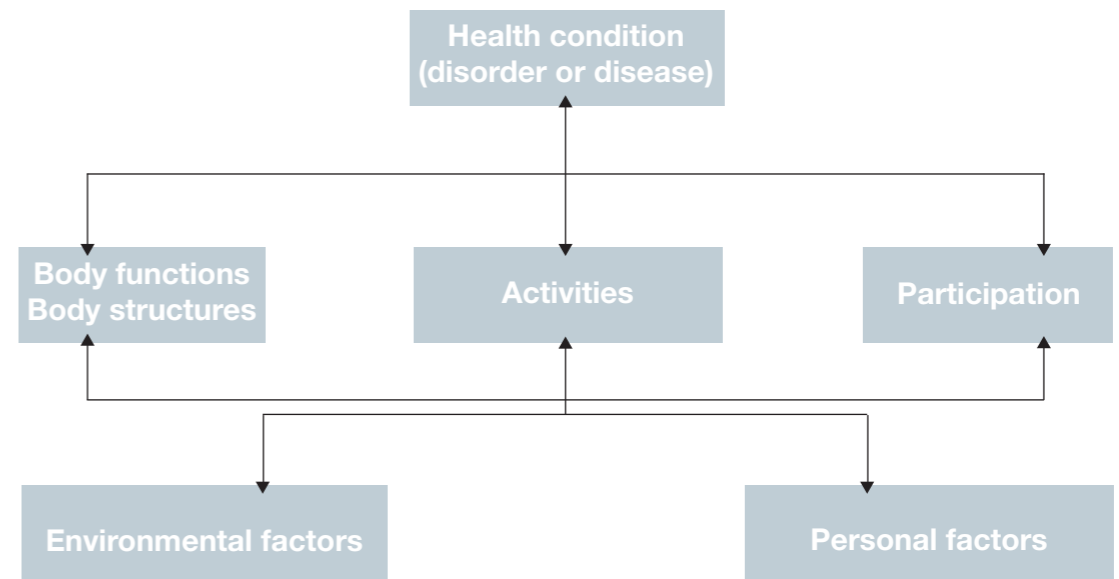 Health condition
(disorder or disease)
Body functions
Body structures
Activities
Participation
Environmental factors
Personal factors